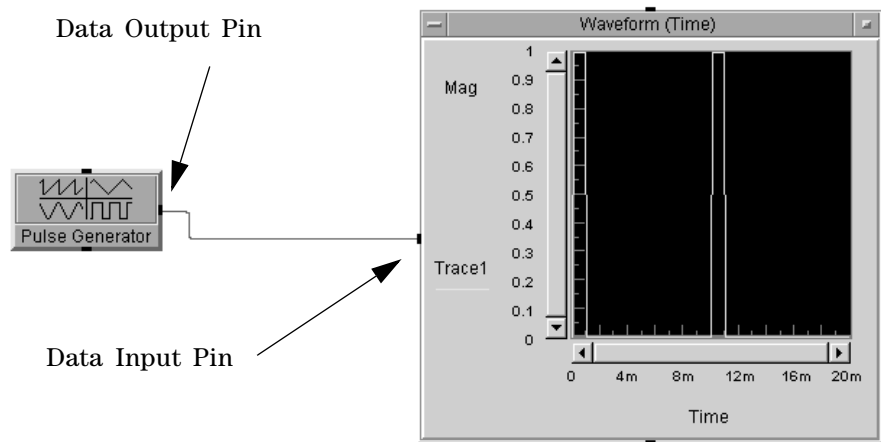 Data Output Pin
Waveform (Time)
Mag
1
0.9
0.8
0.7
0.6
0.5
0.4
0.3
0.2
0.1
0
Pulse Generator
Trace1
Data Input Pin
0 4m 8m 12m 16m 20m
Time